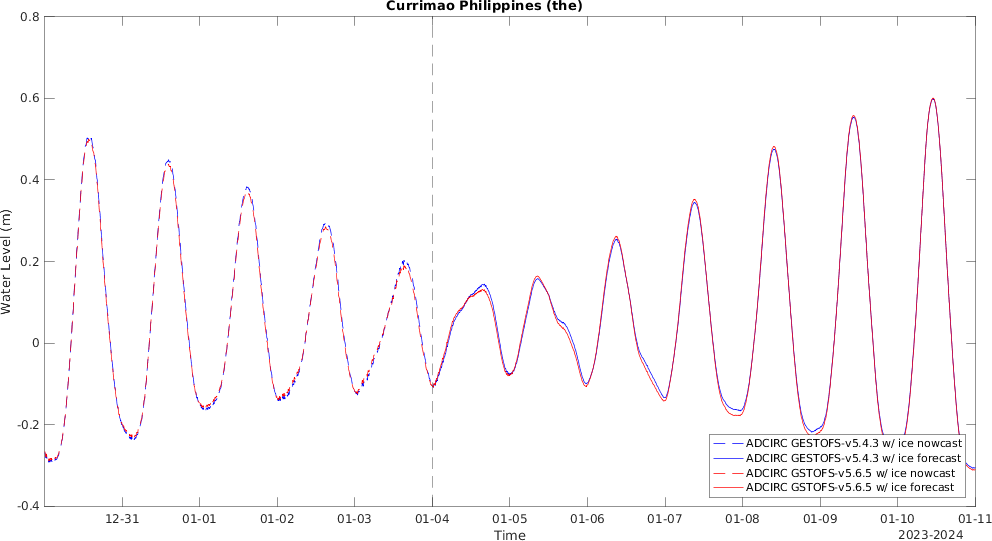 Currimao Philippines (the)
0.8
0.6
0.4
0.2
0
-0.2
-0.4
Water Level (m)
ADCIRC GESTOFS-v5.4.3 w/ ice nowcast
ADCIRC GESTOFS-v5.4.3 w/ ice forecast
ADCIRC GSTOFS-v5.6.5 w/ ice nowcast
ADCIRC GSTOFS-v5.6.5 w/ ice forecast
12-31 01-01 01-02 01-03 01-04 01-05 01-06 01-07 01-08 01-09 01-10 01-11
Time
2023-2024